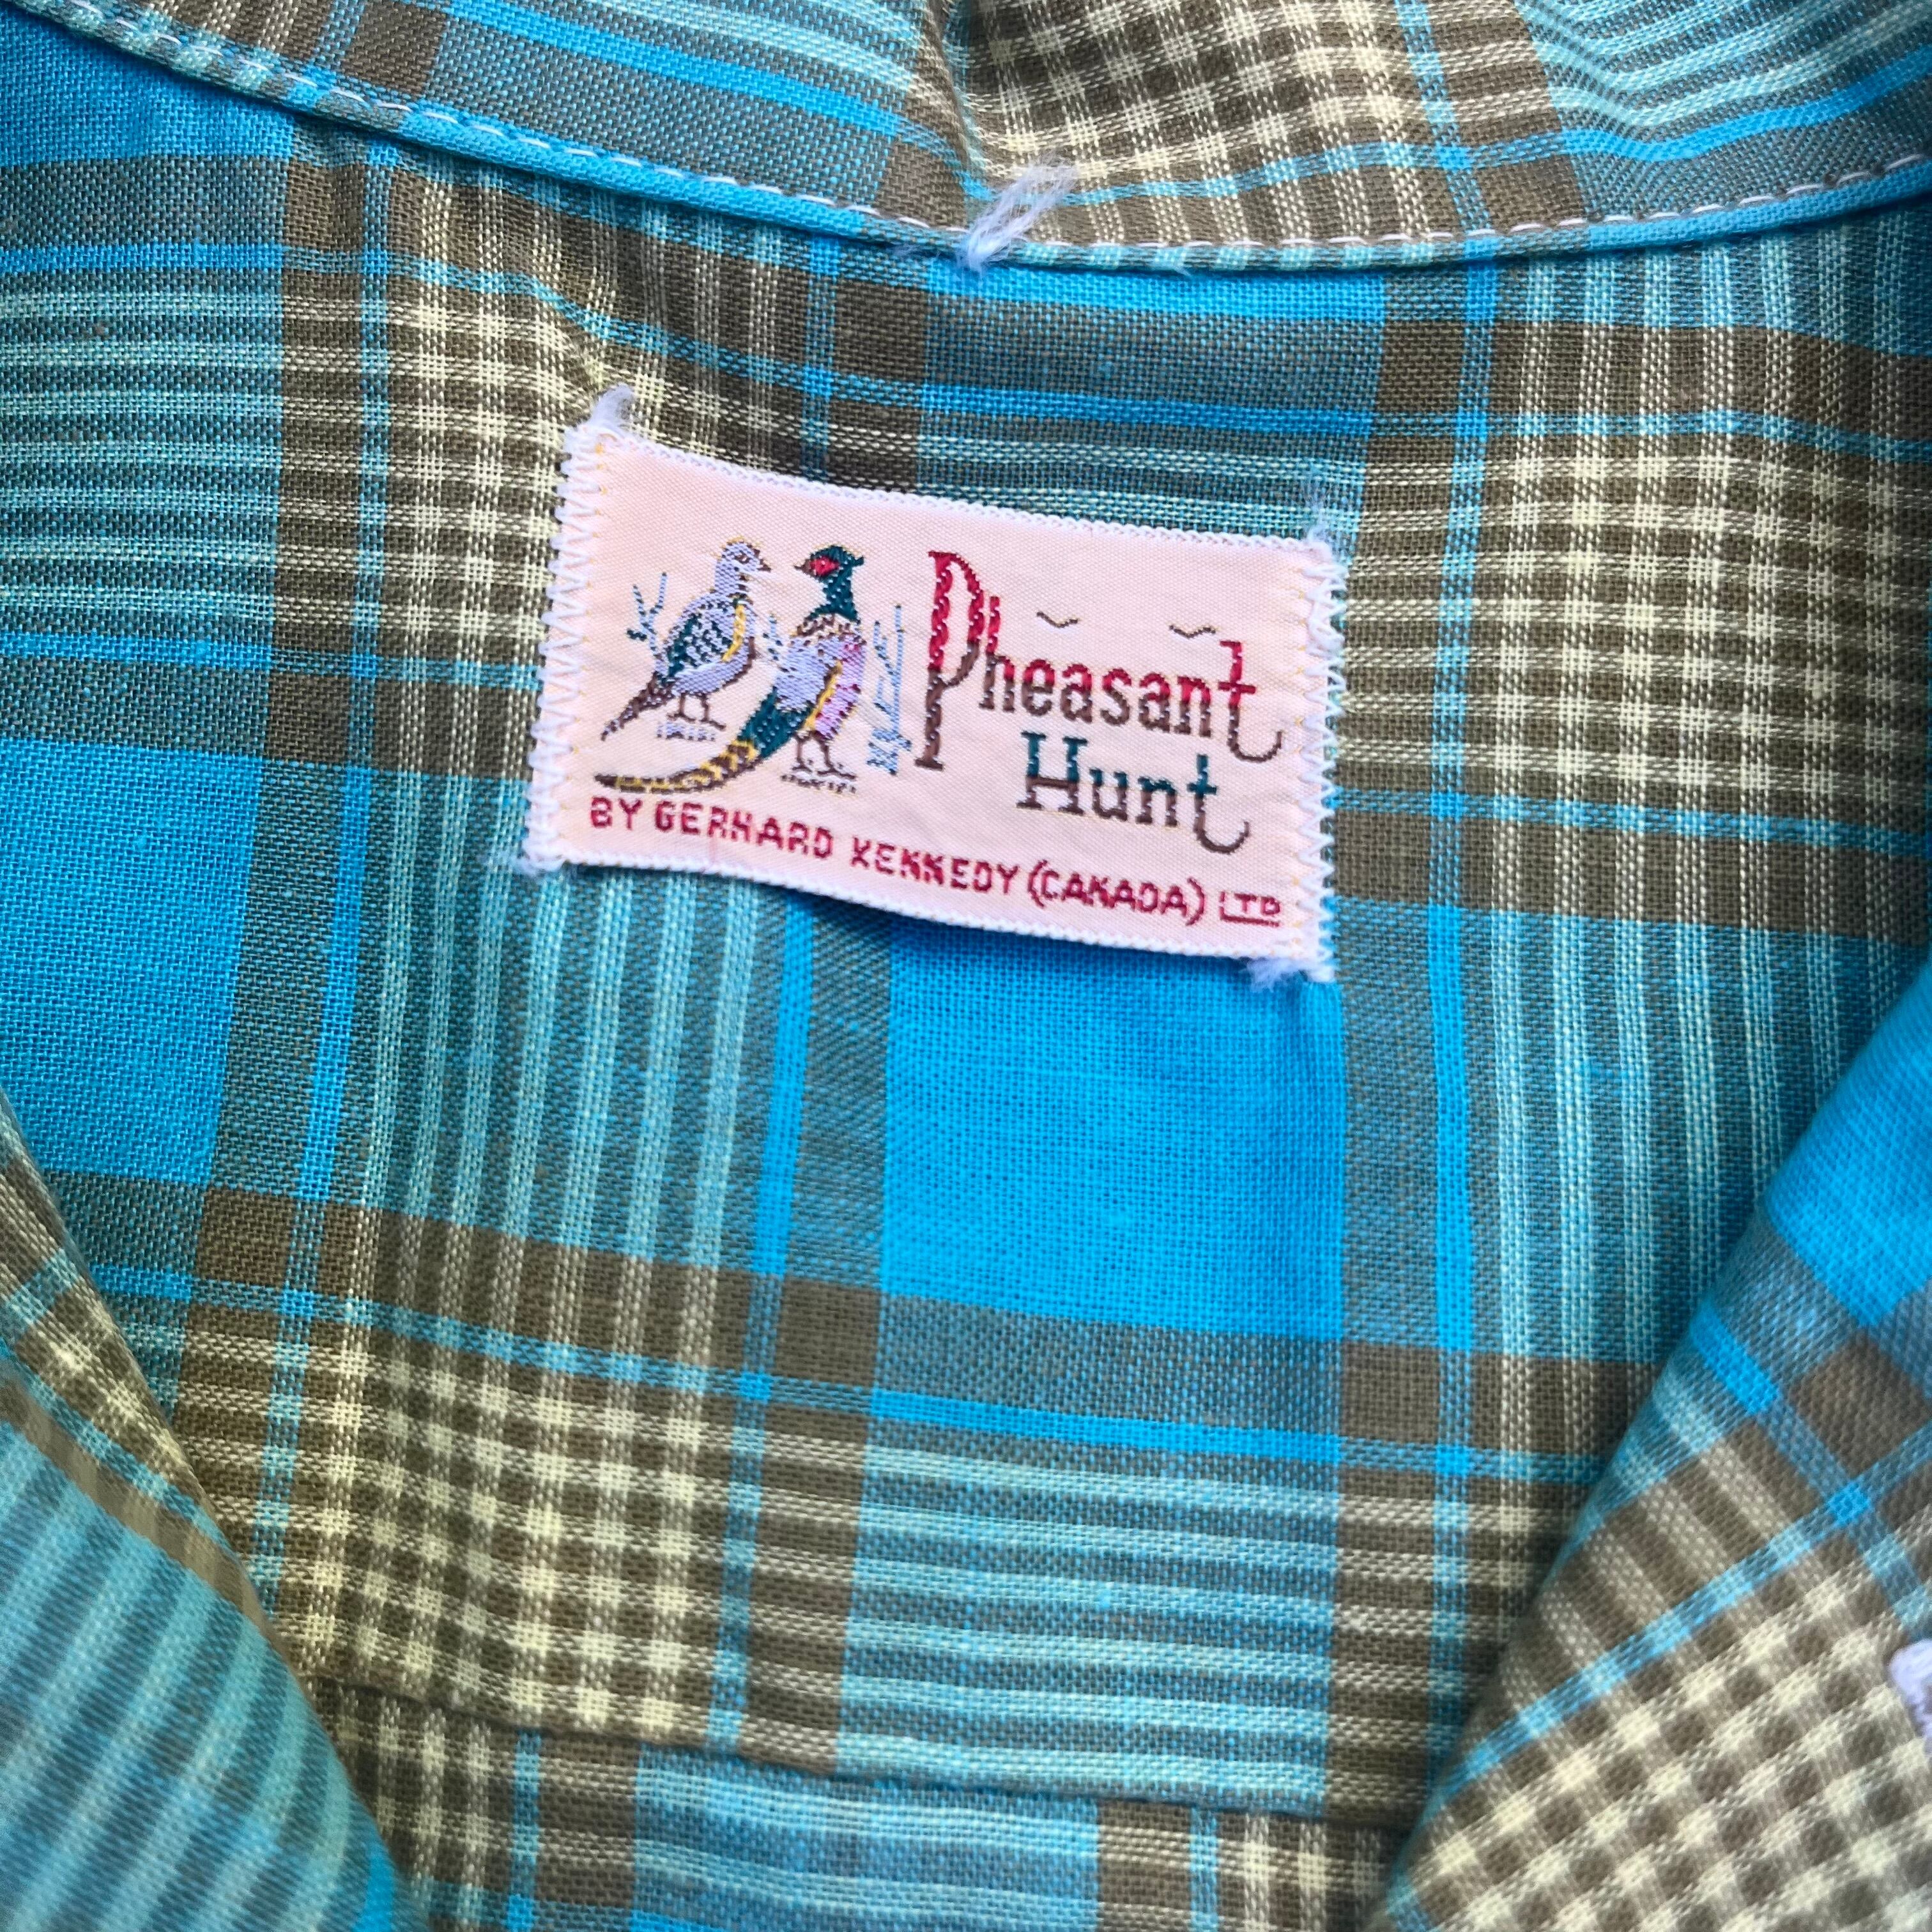 Pheasant
Hunt
BY GERHARD KENNEDY (CANADA) LTD